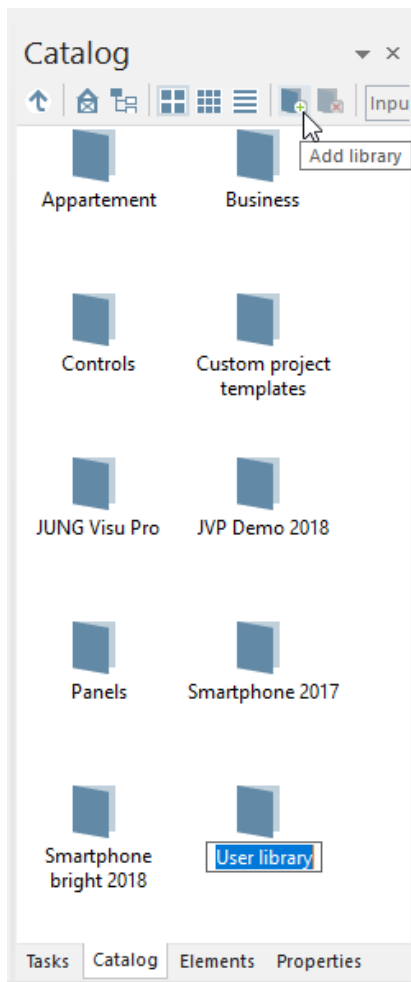 Catalog
Inpu
Add library
Appartement Business
Controls Custom project
templates
JUNG Visu Pro JVP Demo 2018
Panels Smartphone 2017
Smartphone User library
bright 2018
Tasks Catalog Elements Properties